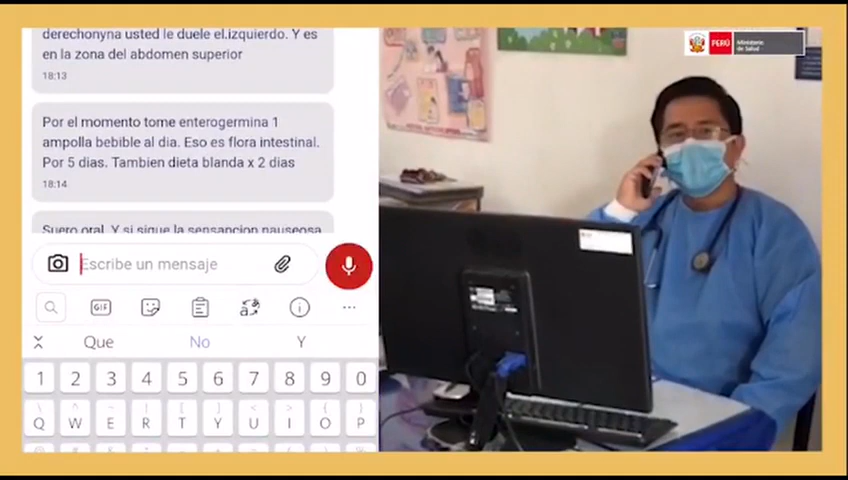 derechonyna usted le duele el.izquierdo. Y es
en la zona del abdomen superior
18:13
Por el momento tome enterogermina 1
ampolla bebible al dia. Eso es flora intestinal.
Por 5 dias. Tambien dieta blanda x 2 dias
18:14
Suero oral. Y si sigue la sensapcion nauseosa
Escribe un mensaje
GIF
Que No Y
1 2 3 4 5 6 7 8 9 0
Q W E R T Y U I O P
PERÚ
Ministerio
de Salud